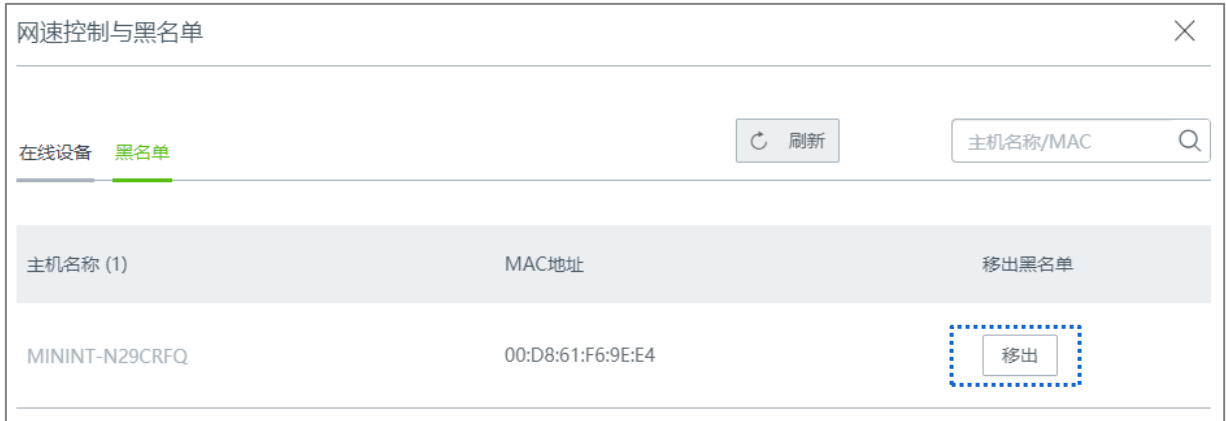 网速控制与黑名单
在线设备 黑名单 刷新 主机名称/MAC
主机名称 (1) MAC地址 移出黑名单
MININT-N29CRFQ 00:D8:61:F6:9E:E4 移出